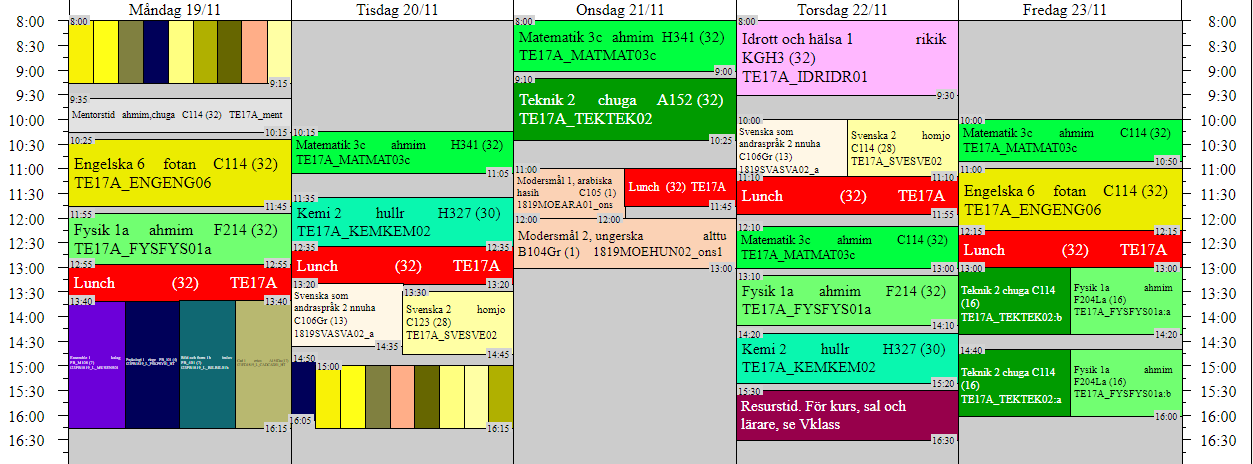 Måndag 19/11
Tisdag 20/11
Onsdag 21/11
Torsdag 22/11
Fredag 23/11
8:00
8:30
9:00
9:30
10:00
10:30
11:00
11:30
12:00
12:30
13:00
13:30
14:00
14:30
15:00
15:30
16:00
16:30
8:00
9:15
9:35
Mentorstid ahmim,chuga C114 (32) TE17A_ment
10:15
10:25
Engelska 6 fotan C114 (32)
TE17A_ENGENG06
11:45
11:55
Fysik 1a ahmim F214 (32)
TE17A_FYSFYS01a
12:55
Lunch (32) TE17A
13:40
13:40
16:15
10:15
Matematik 3c ahmim H341 (32)
TE17A_MATMAT03c
11:05
11:35
Kemi 2 hullr H327 (30)
TE17A_KEMKEM02
12:35
12:35
Lunch (32) TE17A
13:20
13:20
Svenska som
andraspråk 2 nnuha
C106Gr (13)
1819SVASVA02_a
14:35
13:30
Svenska 2 homjo
C123 (28)
TE17A_SVESVE02
14:45
14:50
16:05
15:00
16:15
8:00
Matematik 3c ahmim H341 (32)
TE17A_MATMAT03c
9:00
9:10
Teknik 2 chuga A152 (32)
TE17A_TEKTEK02
10:25
11:00
Modersmål 1, arabiska
hasih C105 (1)
1819MOEARA01_ons
12:00
Lunch (32) TE17A
11:45
12:00
Modersmål 2, ungerska alttu
B104Gr (1) 1819MOEHUN02_ons1
13:00
8:00
Idrott och hälsa 1 rikik
KGH3 (32)
TE17A_IDRIDR01
9:30
10:00
Svenska som
andraspråk 2 nnuha
C106Gr (13)
1819SVASVA02_a
11:10
Svenska 2 homjo
C114 (28)
TE17A_SVESVE02
11:10
Lunch (32) TE17A
11:55
12:10
Matematik 3c ahmim C114 (32)
TE17A_MATMAT03c
13:00
13:10
Fysik 1a ahmim F214 (32)
TE17A_FYSFYS01a
14:10
14:20
Kemi 2 hullr H327 (30)
TE17A_KEMKEM02
15:20
15:30
Resurstid. För kurs, sal och
lärare, se Vklass
16:30
10:00
Matematik 3c ahmim C114 (32)
TE17A_MATMAT03c
10:50
11:00
Engelska 6 fotan C114 (32)
TE17A_ENGENG06
12:15
12:15
Lunch (32) TE17A
13:00
13:00
Teknik 2 chuga C114
(16)
TE17A_TEKTEK02:b
Fysik 1a ahmim
F204La (16)
TE17A_FYSFYS01a:a
14:20
14:40
Teknik 2 chuga C114
(16)
TE17A_TEKTEK02:a
Fysik 1a ahmim
F204La (16)
TE17A_FYSFYS01a:b
16:00
8:00
8:30
9:00
9:30
10:00
10:30
11:00
11:30
12:00
12:30
13:00
13:30
14:00
14:30
15:00
15:30
16:00
16:30